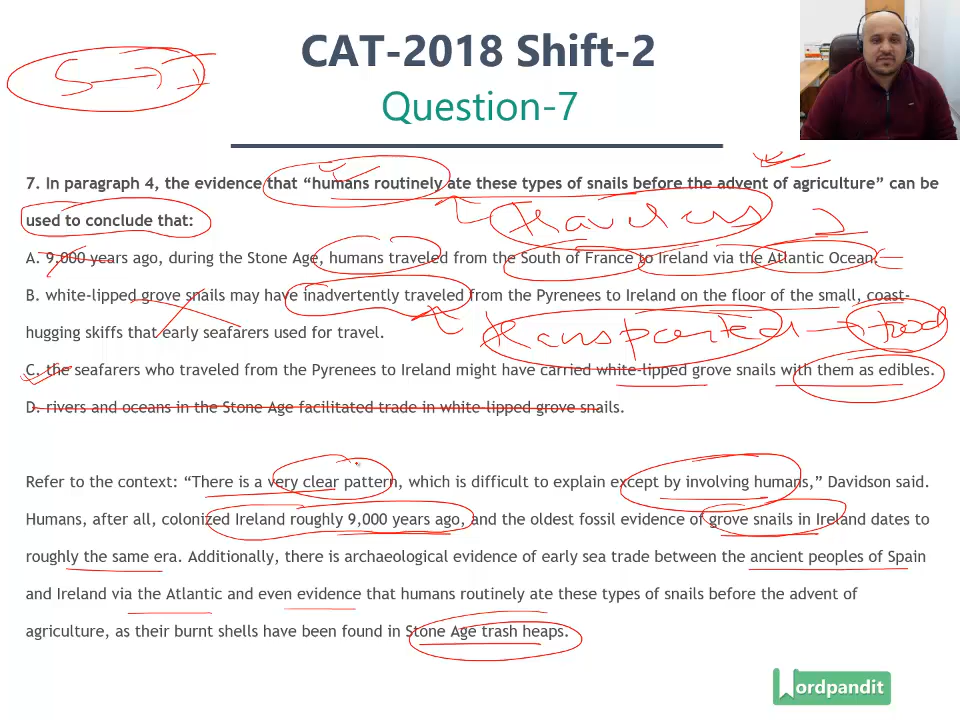 CAT-2018 Shift-2
Question-7
7. In paragraph 4, the evidence that “humans routinely ate these types of snails before the advent of agriculture” can be
used to conclude that:
travelers
A. 9,000 years ago, during the Stone Age, humans traveled from the South of France to Ireland via the Atlantic Ocean.
B. white-lipped grove snails may have inadvertently traveled from the Pyrenees to Ireland on the floor of the small, coast-
hugging skiffs that early seafarers used for travel.
transported → food
C. the seafarers who traveled from the Pyrenees to Ireland might have carried white-lipped grove snails with them as edibles.
D. rivers and oceans in the Stone Age facilitated trade in white-lipped grove snails.
Refer to the context: “There is a very clear pattern, which is difficult to explain except by involving humans,” Davidson said.
Humans, after all, colonized Ireland roughly 9,000 years ago, and the oldest fossil evidence of grove snails in Ireland dates to
roughly the same era. Additionally, there is archaeological evidence of early sea trade between the ancient peoples of Spain
and Ireland via the Atlantic and even evidence that humans routinely ate these types of snails before the advent of
agriculture, as their burnt shells have been found in Stone Age trash heaps.
Wordpandit